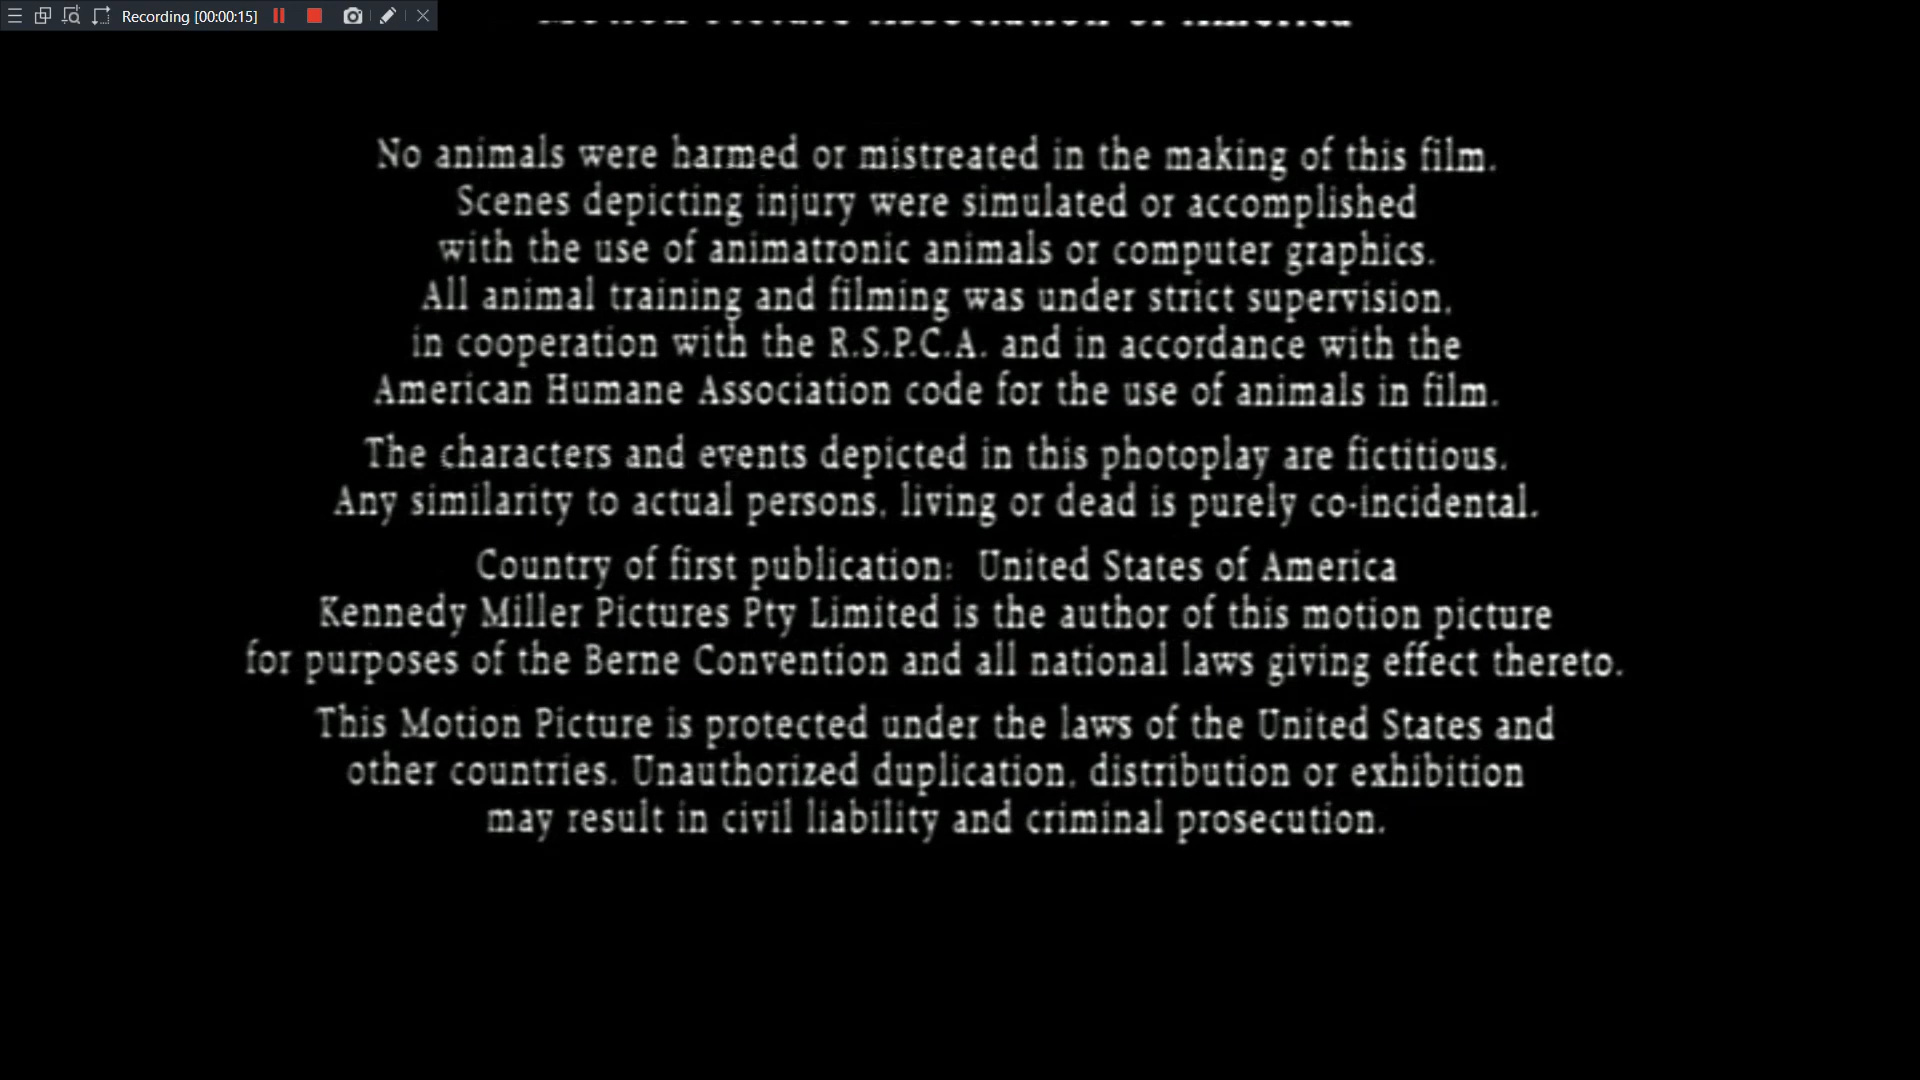 Recording [00:00:15]
Motion Picture Association of America
No animals were harmed or mistreated in the making of this film.
Scenes depicting injury were simulated or accomplished
with the use of animatronic animals or computer graphics.
All animal training and filming was under strict supervision,
in cooperation with the R.S.P.C.A. and in accordance with the
American Humane Association code for the use of animals in film.
The characters and events depicted in this photoplay are fictitious.
Any similarity to actual persons, living or dead is purely co-incidental.
Country of first publication: United States of America
Kennedy Miller Pictures Pty Limited is the author of this motion picture
for purposes of the Berne Convention and all national laws giving effect thereto.
This Motion Picture is protected under the laws of the United States and
other countries. Unauthorized duplication, distribution or exhibition
may result in civil liability and criminal prosecution.